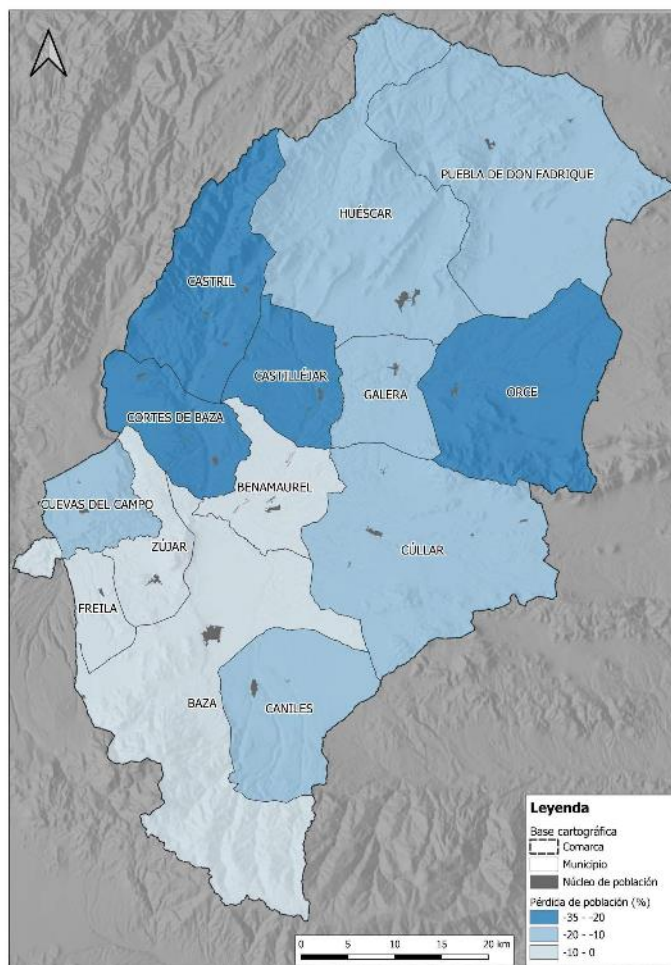 PUEBLA DE DON FADRIQUE
HUÉSCAR
CASTRIL
CASTILLÉJAR
GALERA
ORCE
CORTES DE BAZA
BENAMAUREL
CUEVAS DEL CAMPO
ZÚJAR
CÚLLAR
FREILA
BAZA
CANILES
Leyenda
Base cartográfica
Comarca
Municipio
Núcleo de población
Pérdida de población (%)
-35 - -20
-20 - -10
-10 - 0
0 5 10 15 20 km